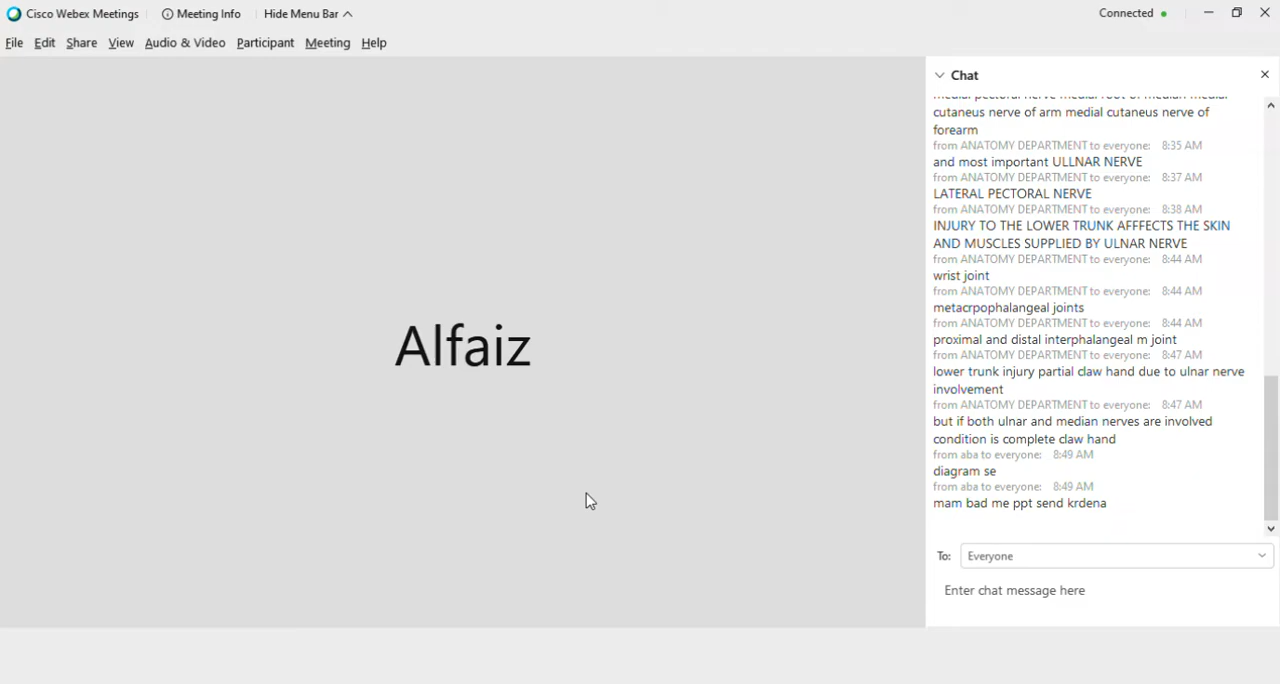 Cisco Webex Meetings Meeting Info Hide Menu Bar Connected
File Edit Share View Audio & Video Participant Meeting Help
Alfaiz
Chat
medial pectoral nerve medial root of median medial
cutaneus nerve of arm medial cutaneus nerve of
forearm
from ANATOMY DEPARTMENT to everyone: 8:35 AM
and most important ULLNAR NERVE
from ANATOMY DEPARTMENT to everyone: 8:37 AM
LATERAL PECTORAL NERVE
from ANATOMY DEPARTMENT to everyone: 8:38 AM
INJURY TO THE LOWER TRUNK AFFFECTS THE SKIN
AND MUSCLES SUPPLIED BY ULNAR NERVE
from ANATOMY DEPARTMENT to everyone: 8:44 AM
wrist joint
from ANATOMY DEPARTMENT to everyone: 8:44 AM
metacrpophalangeal joints
from ANATOMY DEPARTMENT to everyone: 8:44 AM
proximal and distal interphalangeal m joint
from ANATOMY DEPARTMENT to everyone: 8:47 AM
lower trunk injury partial claw hand due to ulnar nerve
involvement
from ANATOMY DEPARTMENT to everyone: 8:47 AM
but if both ulnar and median nerves are involved
condition is complete claw hand
from aba to everyone: 8:49 AM
diagram se
from aba to everyone: 8:49 AM
mam bad me ppt send krdena
To: Everyone
Enter chat message here